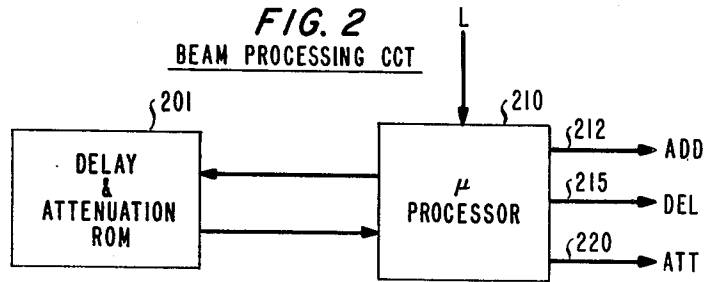 FIG. 2
BEAM PROCESSING CCT
L
201
210
DELAY
&
ATTENUATION
ROM
μ
PROCESSOR
212
ADD
215
DEL
220
ATT